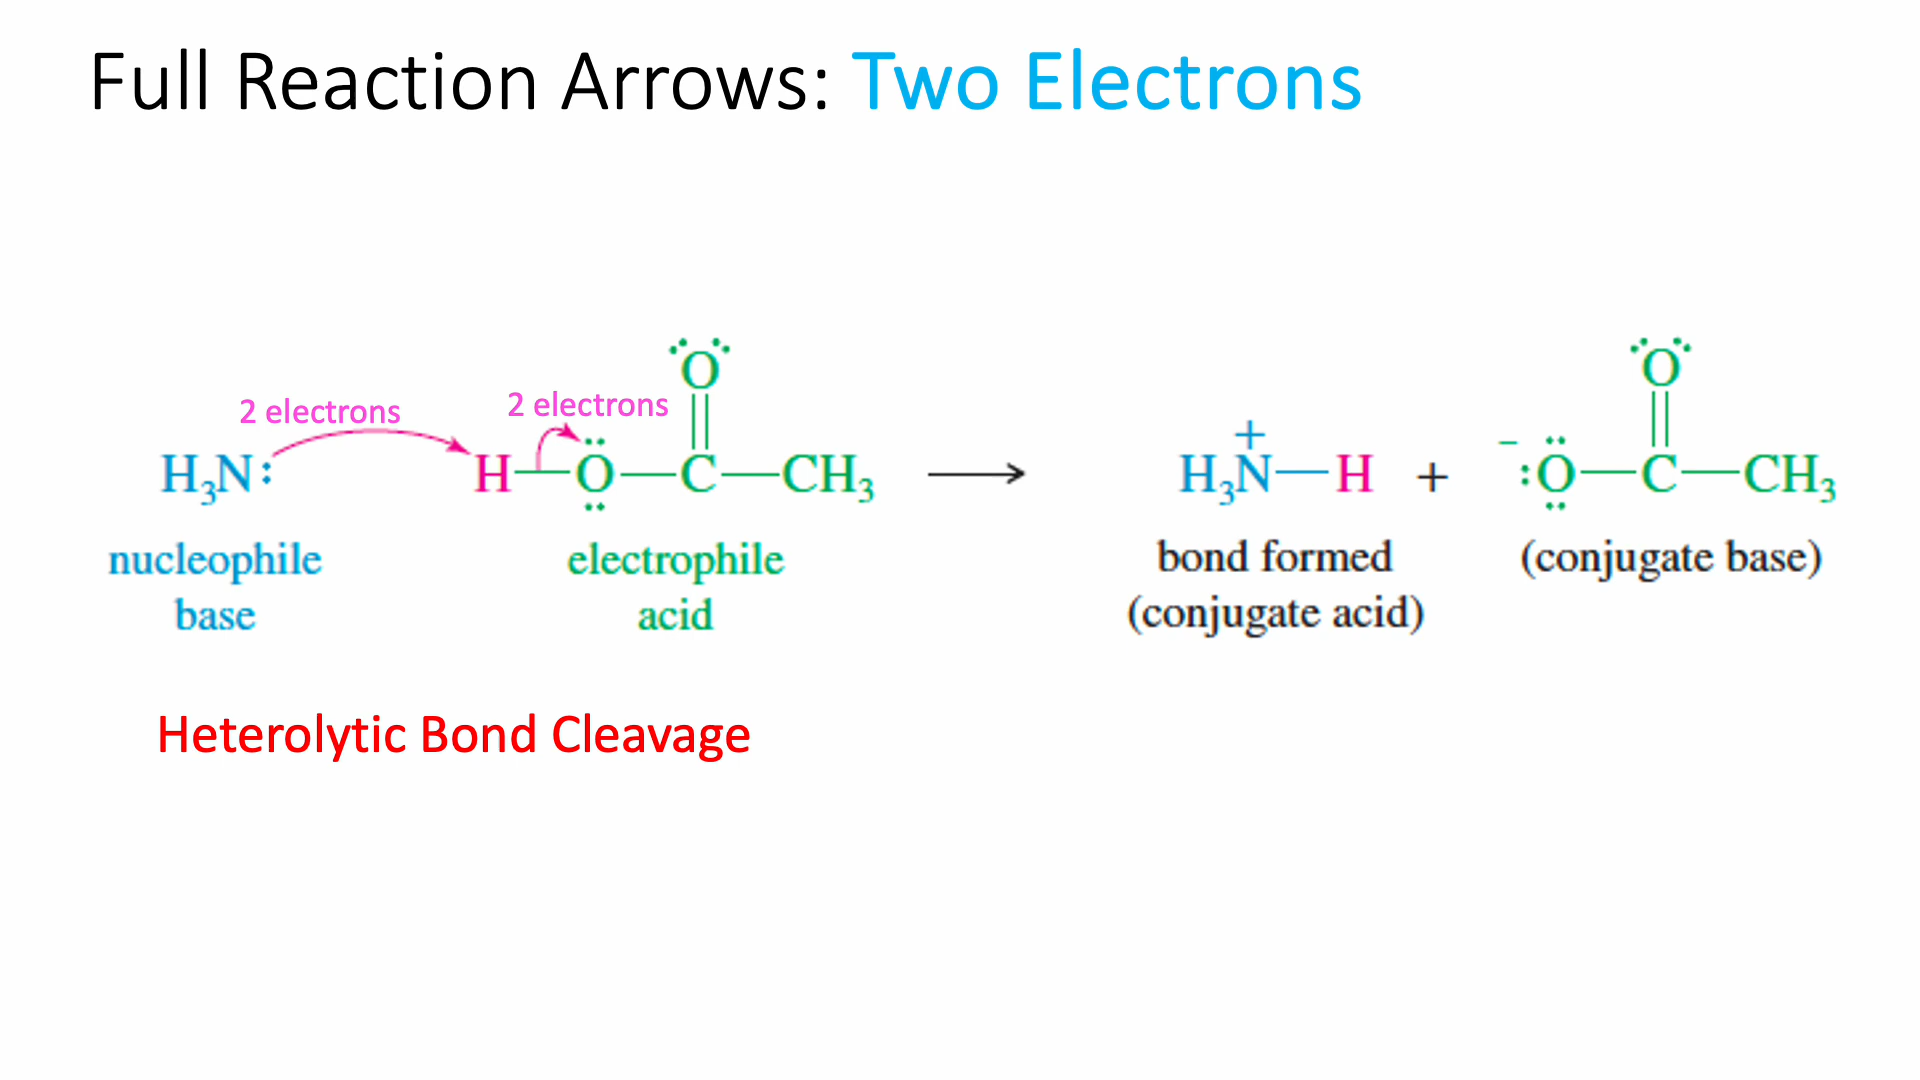 Full Reaction Arrows: Two Electrons
2 electrons 2 electrons
H₃N: H—Ö—C—CH₃ ⟶ H₃N—H + :Ö—C—CH₃
O + − O
nucleophile electrophile bond formed (conjugate base)
base acid (conjugate acid)
Heterolytic Bond Cleavage